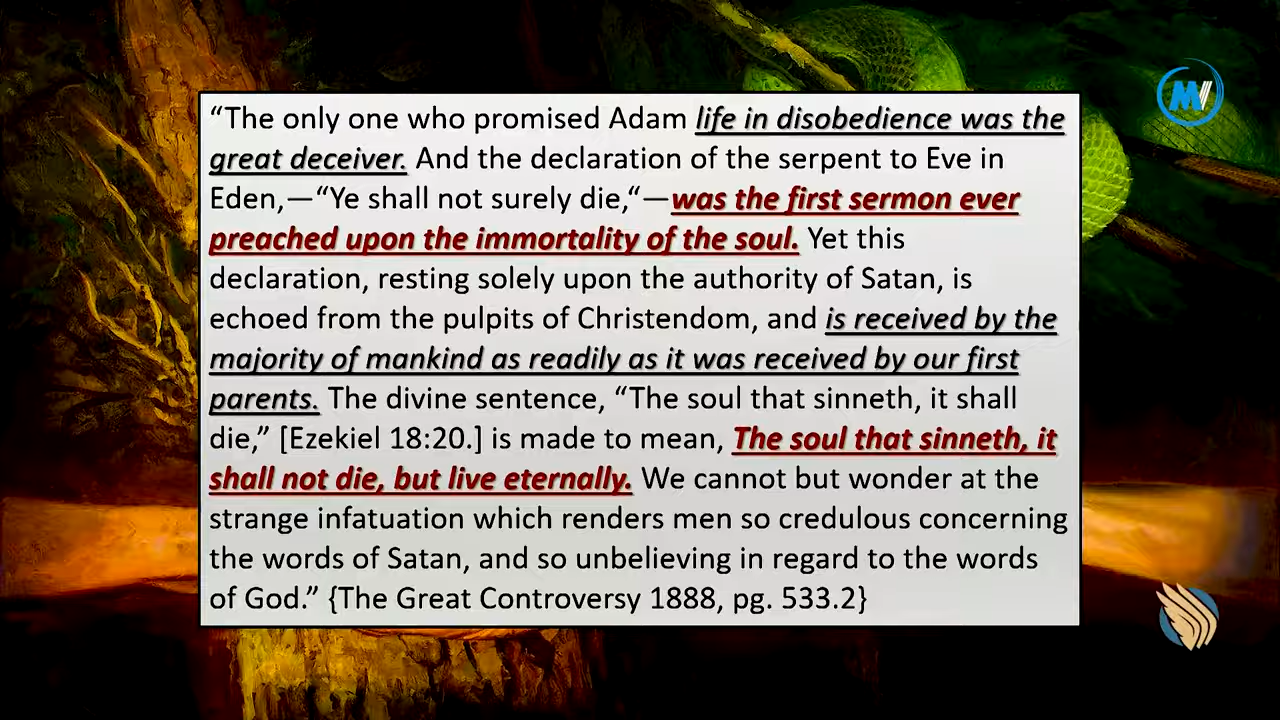 “The only one who promised Adam life in disobedience was the
great deceiver. And the declaration of the serpent to Eve in
Eden,—“Ye shall not surely die,“—was the first sermon ever
preached upon the immortality of the soul. Yet this
declaration, resting solely upon the authority of Satan, is
echoed from the pulpits of Christendom, and is received by the
majority of mankind as readily as it was received by our first
parents. The divine sentence, “The soul that sinneth, it shall
die,” [Ezekiel 18:20.] is made to mean, The soul that sinneth, it
shall not die, but live eternally. We cannot but wonder at the
strange infatuation which renders men so credulous concerning
the words of Satan, and so unbelieving in regard to the words
of God.” {The Great Controversy 1888, pg. 533.2}